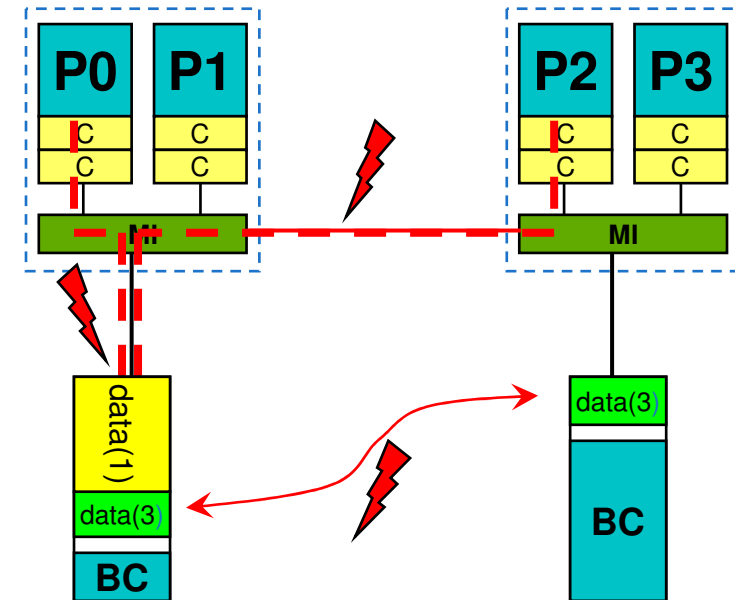 P0 P1 P2 P3
C C C C
C C C C
MI MI
data(1)
data(3) data(3)
BC
BC